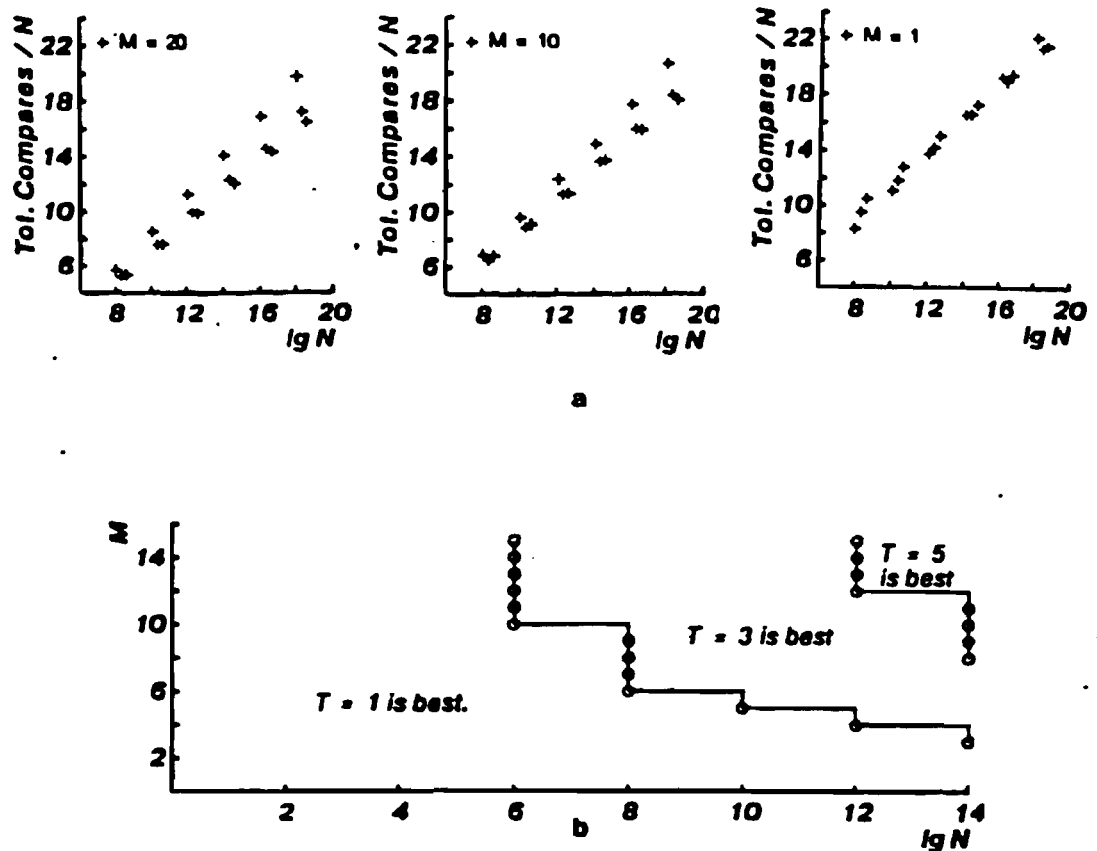 Tot. Compares / N
22
18
14
10
6
+ M = 20
8 12 16 20
lg N
Tot. Compares / N
22
18
14
10
6
+ M = 10
8 12 16 20
lg N
Tot. Compares / N
22
18
14
10
6
+ M = 1
8 12 16 20
lg N
a
M
14
10
6
2
T = 1 is best.
T = 3 is best
T = 5
is best
2 4 6 8 10 12 14
b
lg N